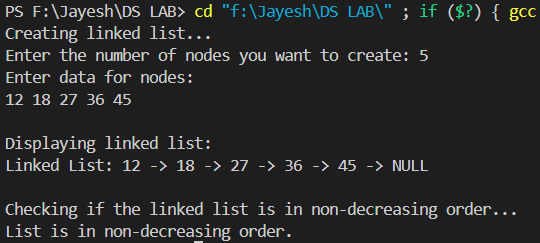 PS F:\Jayesh\DS LAB> cd "f:\Jayesh\DS LAB\" ; if ($?) { gcc
Creating linked list...
Enter the number of nodes you want to create: 5
Enter data for nodes:
12 18 27 36 45
Displaying linked list:
Linked List: 12 -> 18 -> 27 -> 36 -> 45 -> NULL
Checking if the linked list is in non-decreasing order...
List is in non-decreasing order.